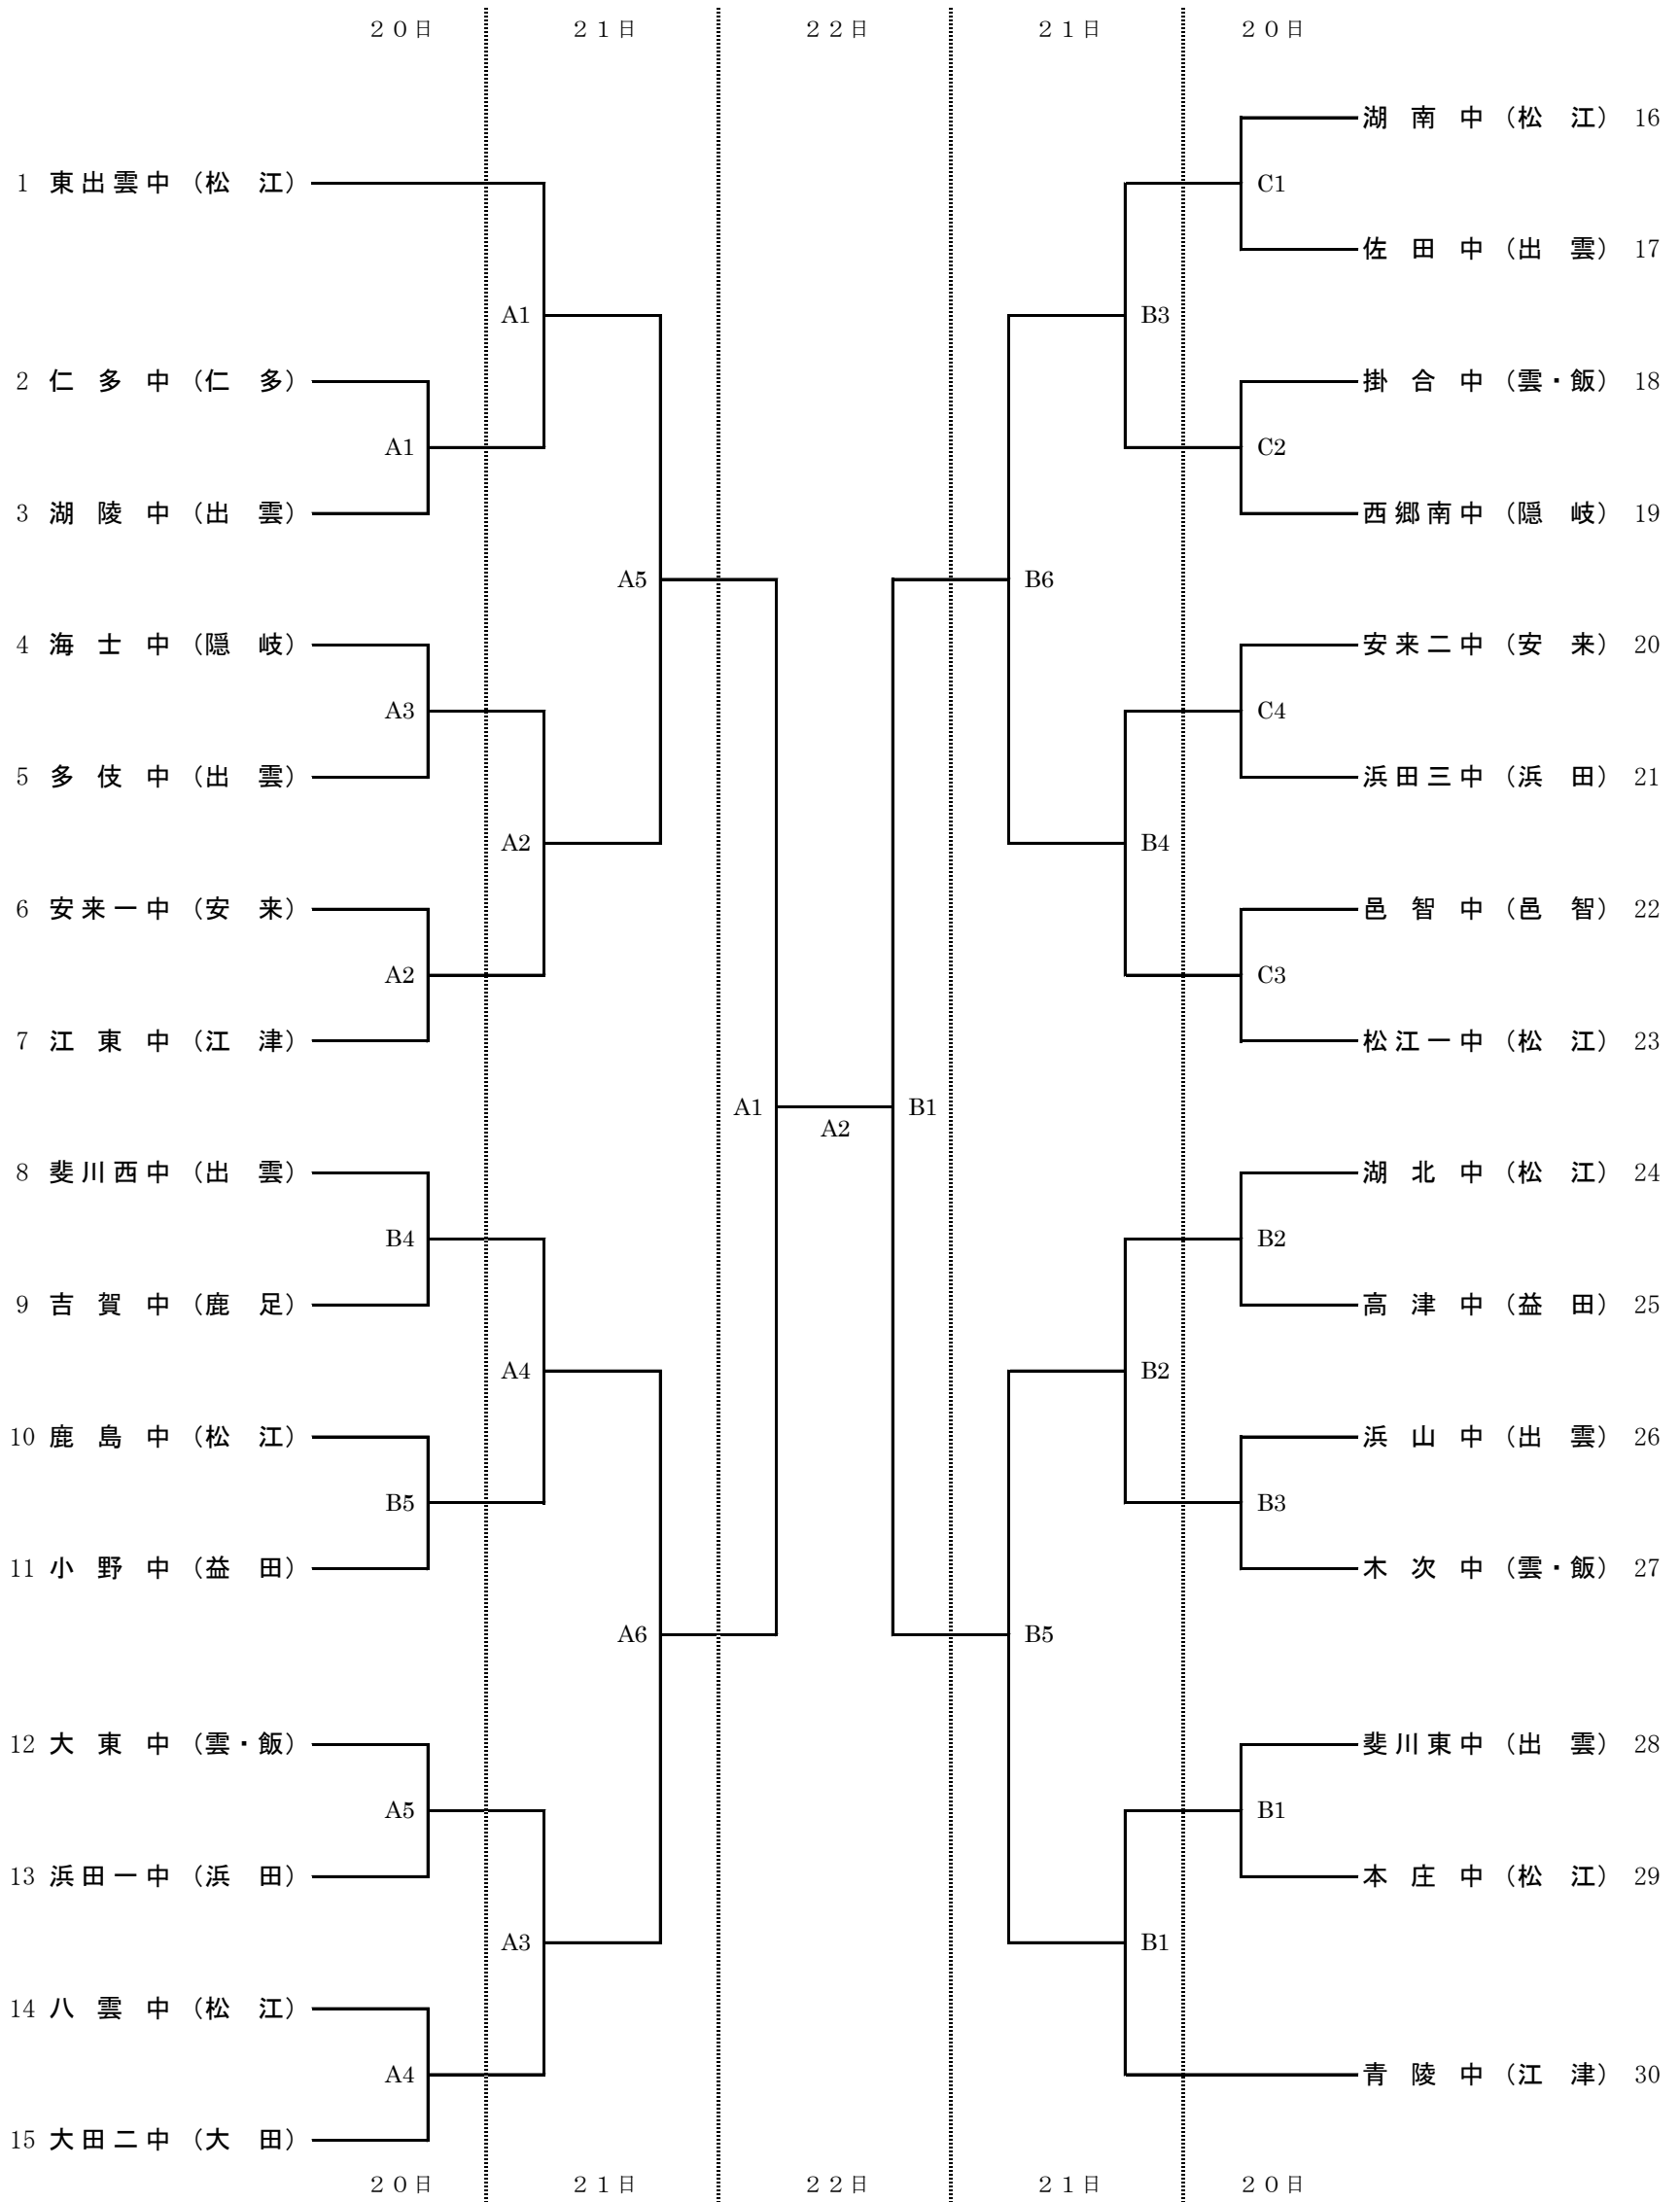 ２０日 ２１日 ２２日 ２１日 ２０日
湖南中（松江） 16
1 東出雲中（松江） C1
佐田中（出雲） 17
A1 B3
2 仁多中（仁多） 掛合中（雲・飯） 18
A1 C2
3 湖陵中（出雲） 西郷南中（隠岐） 19
A5 B6
4 海士中（隠岐） 安来二中（安来） 20
A3 C4
5 多伎中（出雲） 浜田三中（浜田） 21
A2 B4
6 安来一中（安来） 邑智中（邑智） 22
A2 C3
7 江東中（江津） 松江一中（松江） 23
A1 B1
A2
8 斐川西中（出雲） 湖北中（松江） 24
B4 B2
9 吉賀中（鹿足） 高津中（益田） 25
A4 B2
10 鹿島中（松江） 浜山中（出雲） 26
B5 B3
11 小野中（益田） 木次中（雲・飯） 27
A6 B5
12 大東中（雲・飯） 斐川東中（出雲） 28
A5 B1
13 浜田一中（浜田） 本庄中（松江） 29
A3 B1
14 八雲中（松江）
A4 青陵中（江津） 30
15 大田二中（大田）
２０日 ２１日 ２２日 ２１日 ２０日